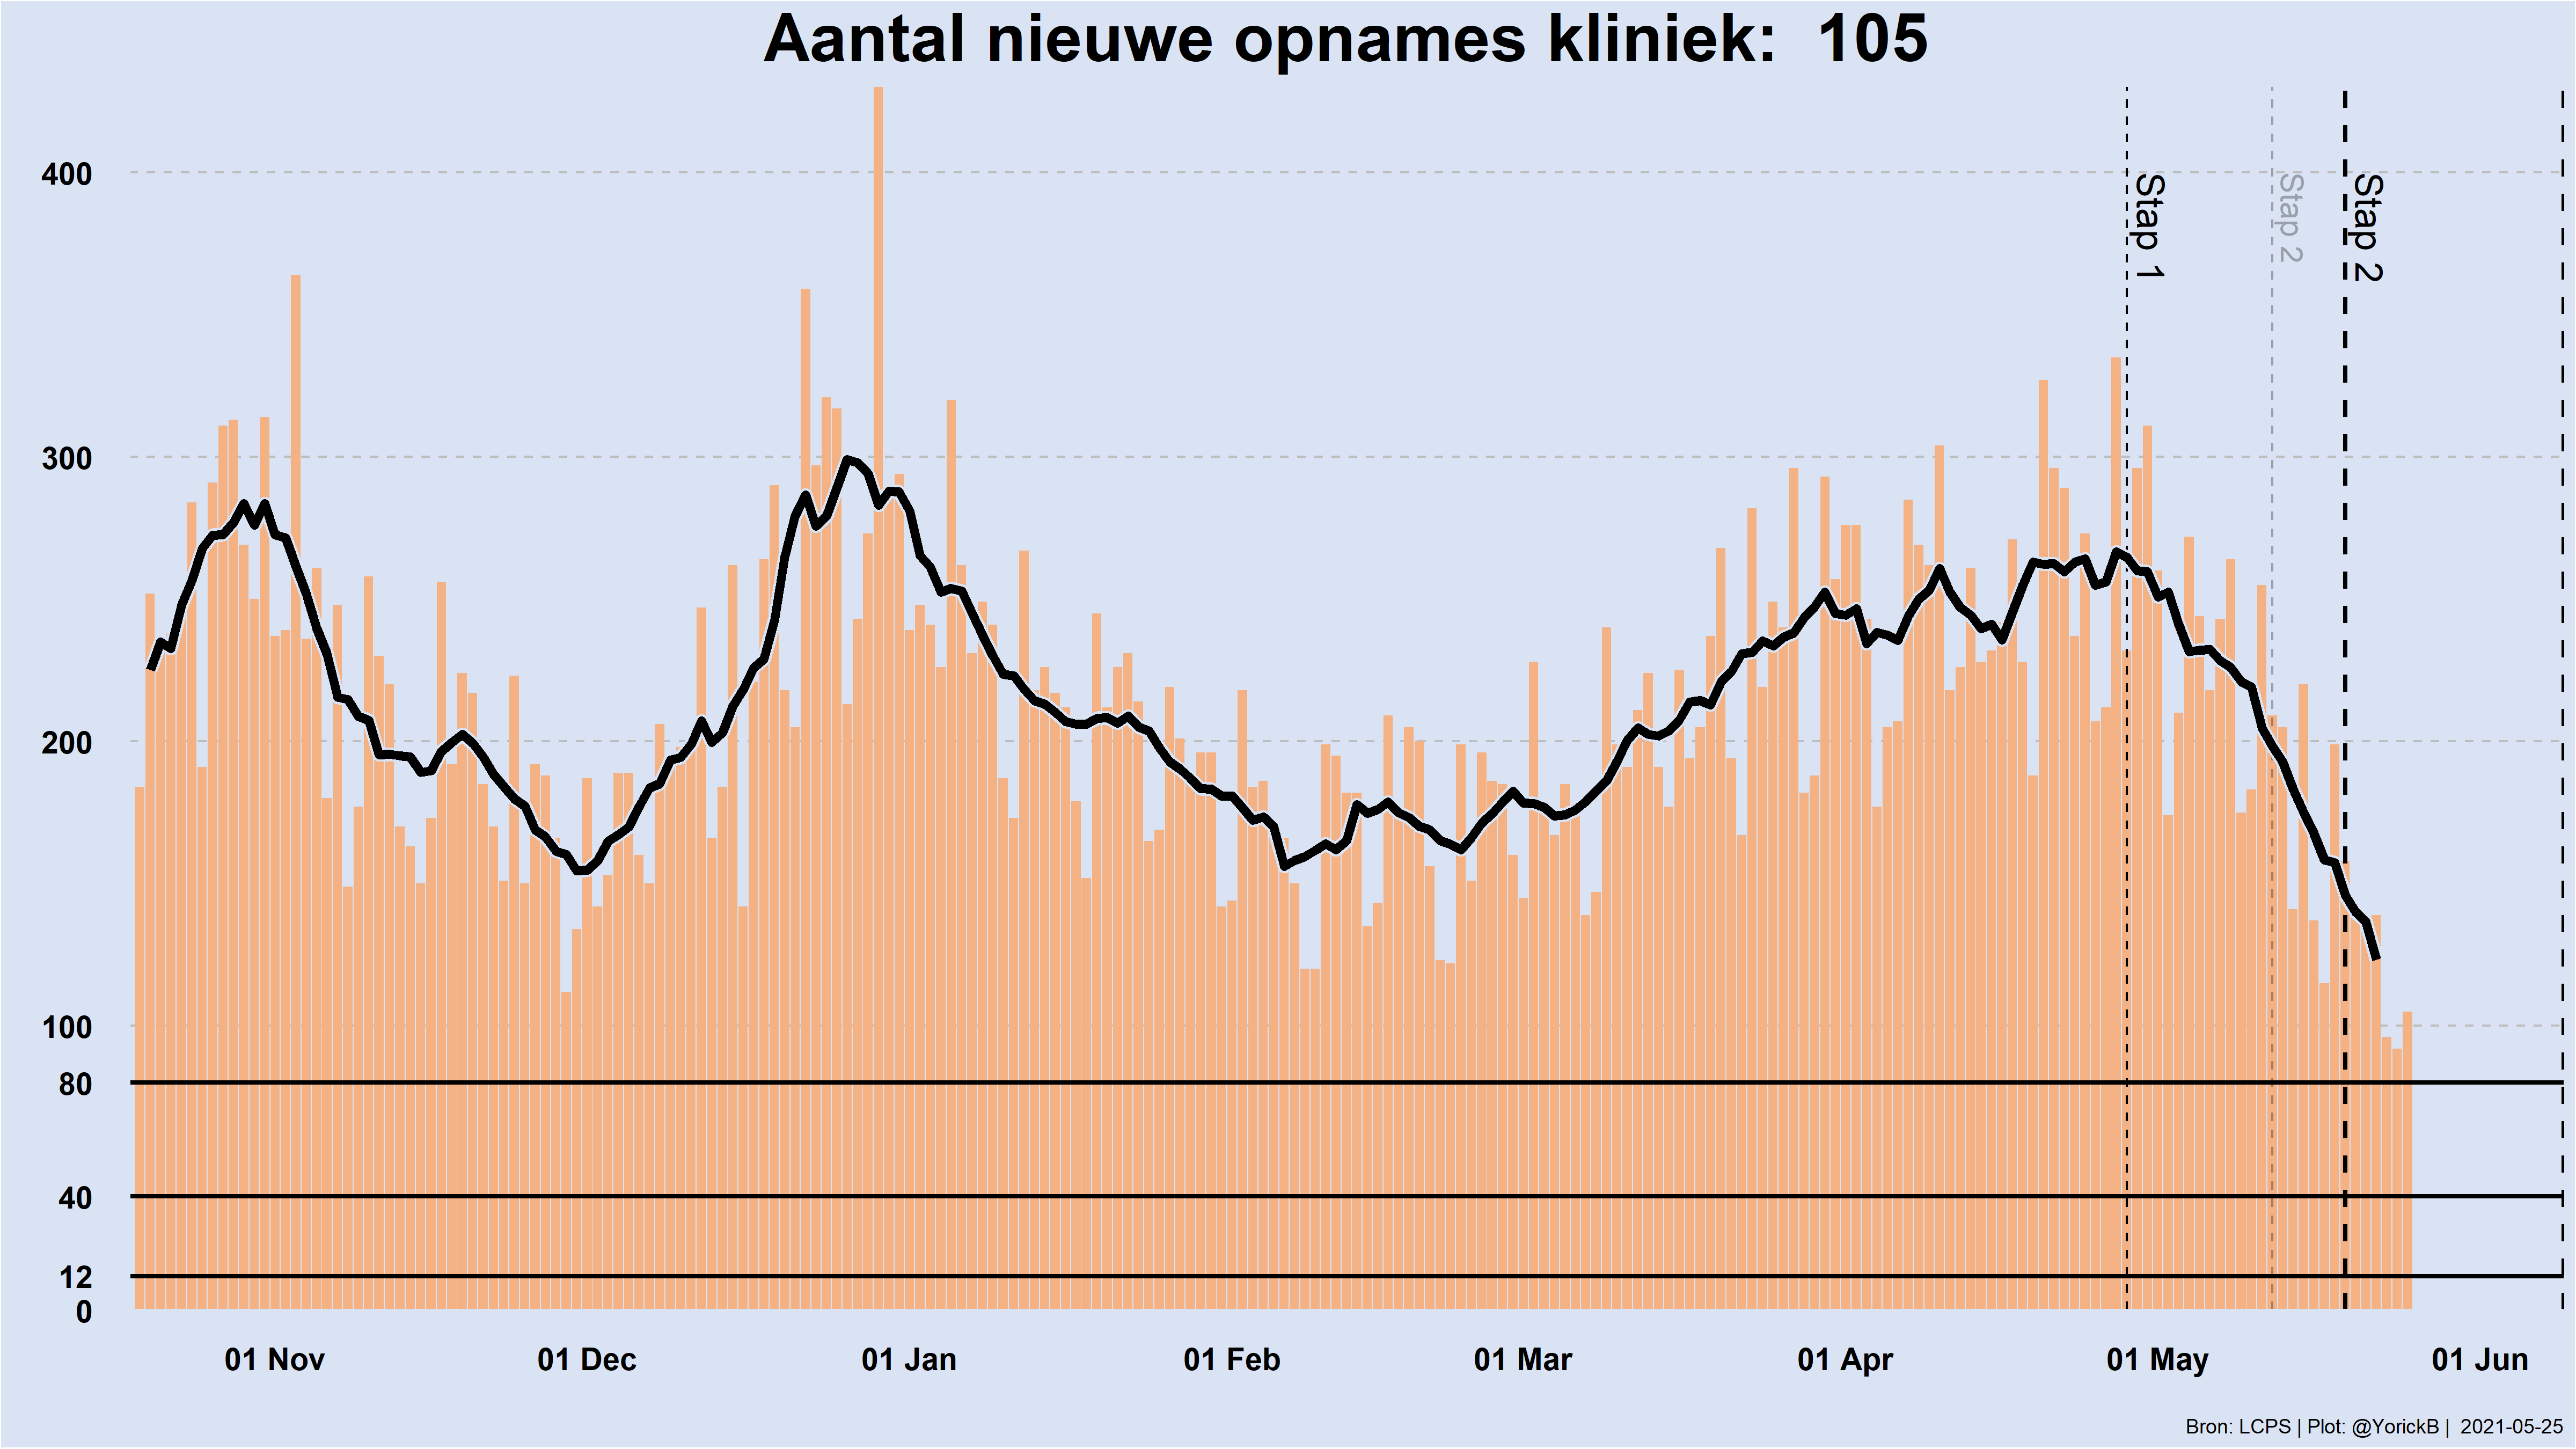 Aantal nieuwe opnames kliniek:  105
400
300
200
100
80
40
12
0
Stap 1
Stap 2
Stap 2
01 Nov
01 Dec
01 Jan
01 Feb
01 Mar
01 Apr
01 May
01 Jun
Bron: LCPS | Plot: @YorickB |  2021-05-25